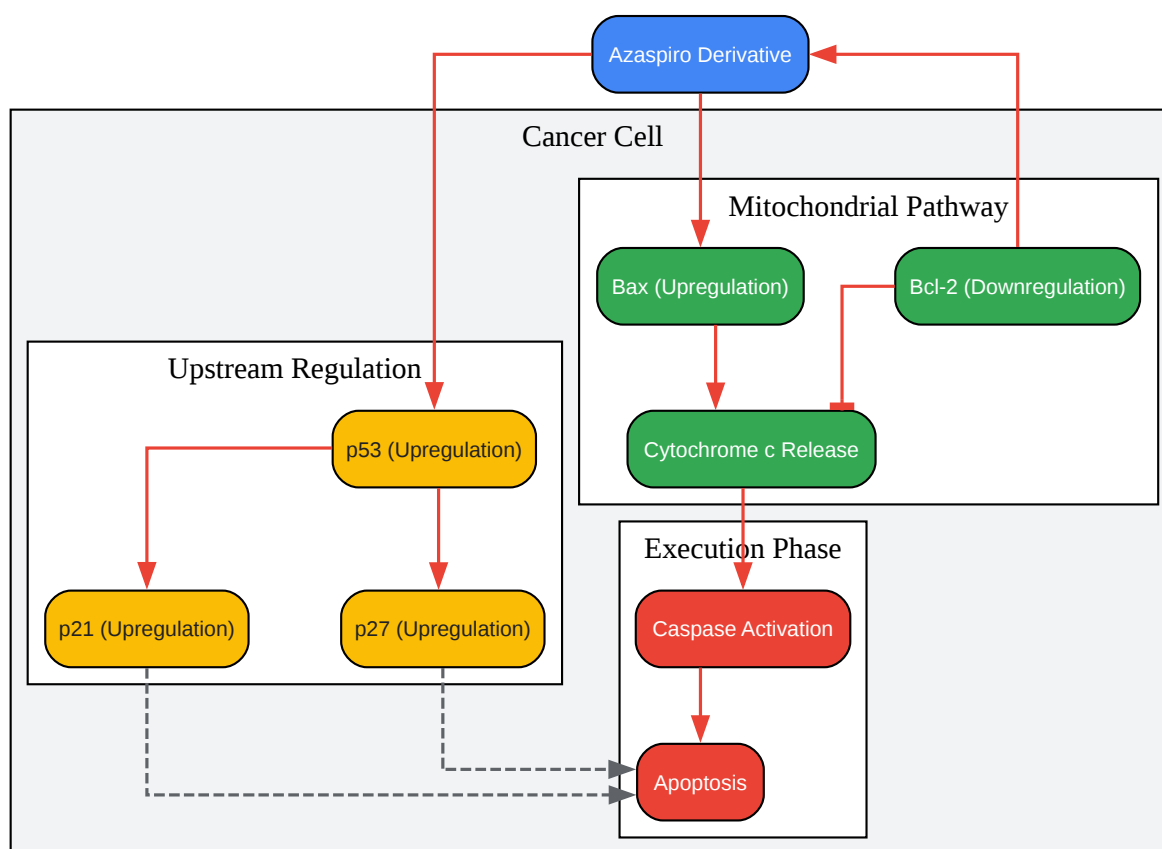 Azaspiro Derivative
Cancer Cell
Mitochondrial Pathway
Bax (Upregulation)
Bcl-2 (Downregulation)
Upstream Regulation
p53 (Upregulation)
Cytochrome c Release
Execution Phase
p21 (Upregulation)
p27 (Upregulation)
Caspase Activation
Apoptosis